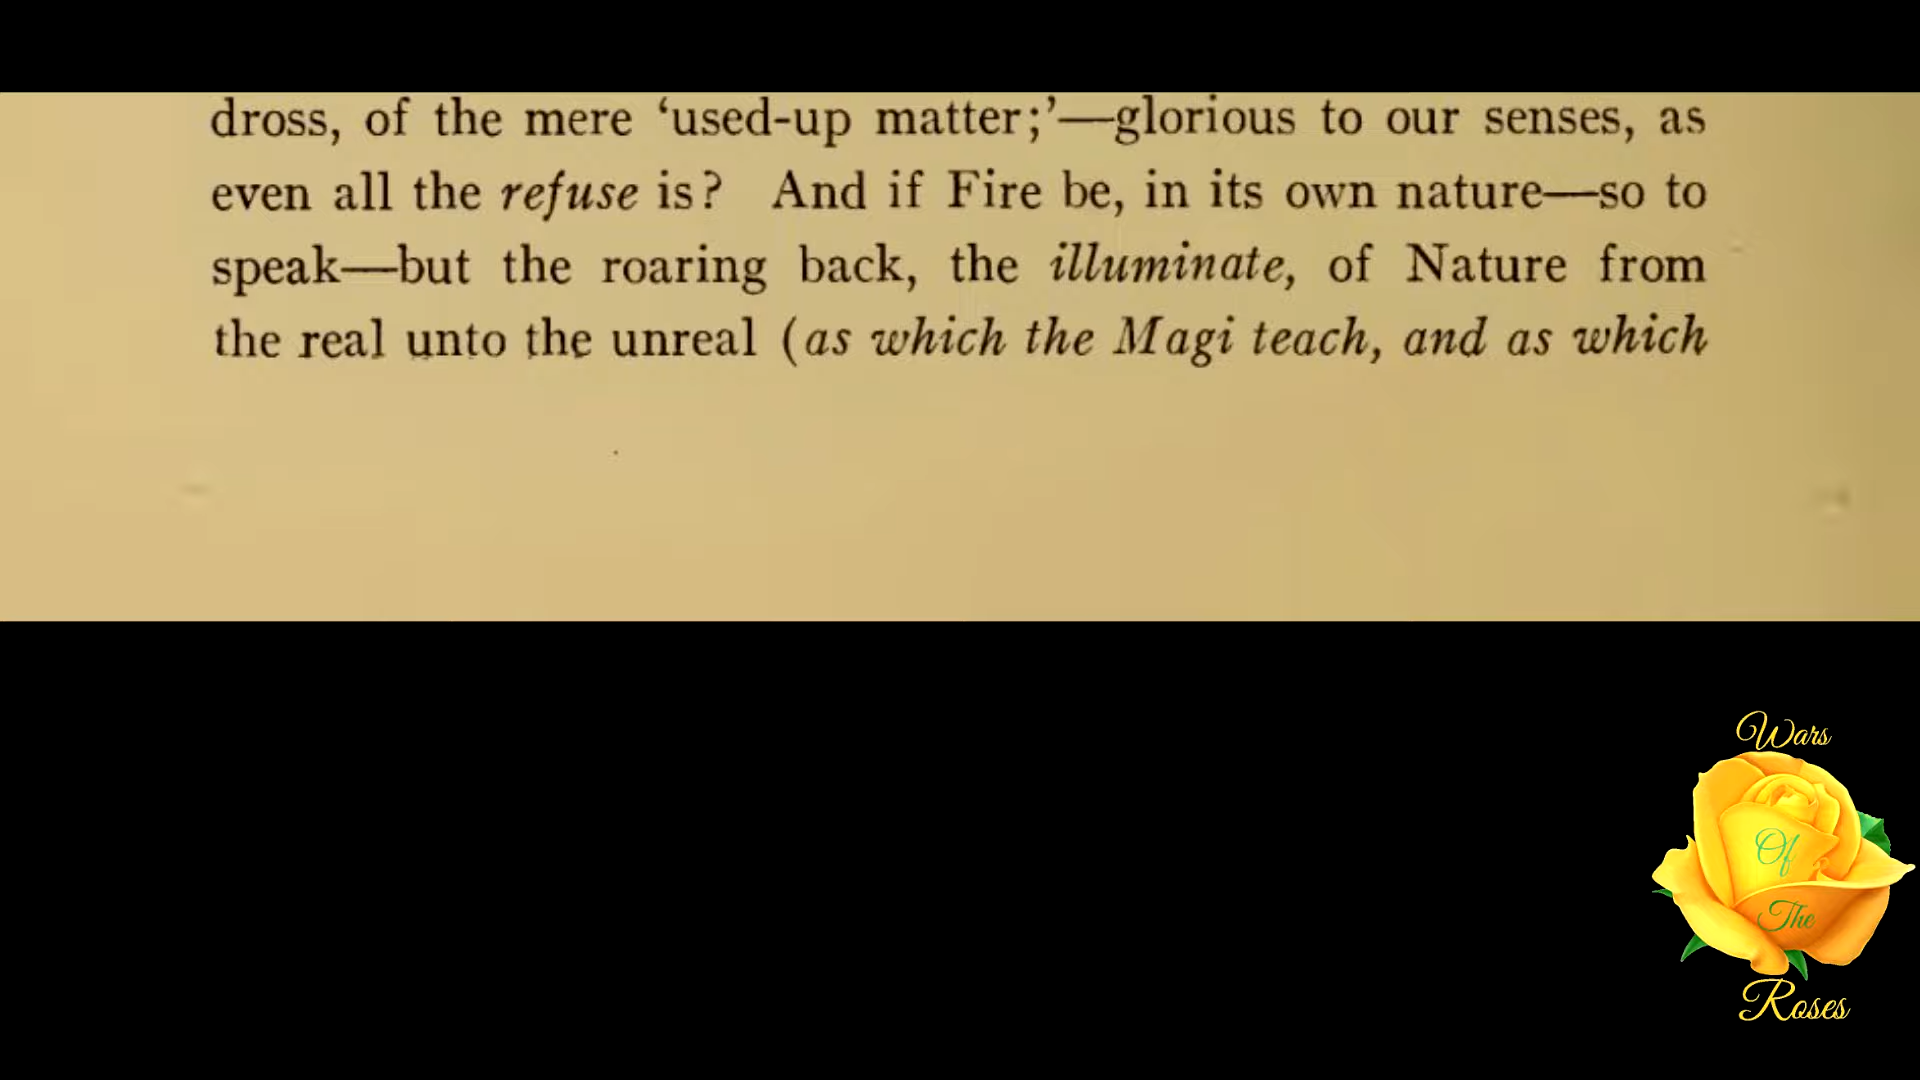 dross, of the mere ‘used-up matter;’—glorious to our senses, as
even all the refuse is? And if Fire be, in its own nature—so to
speak—but the roaring back, the illuminate, of Nature from
the real unto the unreal (as which the Magi teach, and as which
Wars
Of
The
Roses